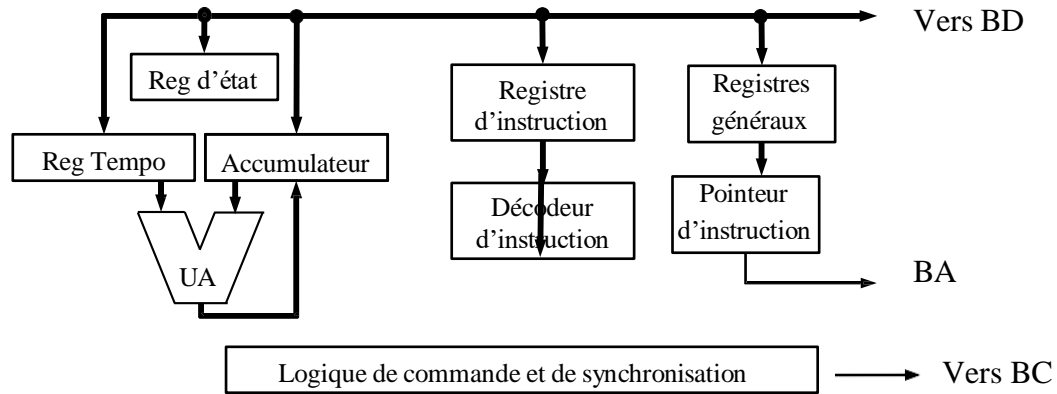 Vers BD
Reg d’état
Registre
d’instruction
Registres
généraux
Reg Tempo
Accumulateur
Décodeur
d’instruction
Pointeur
d’instruction
UA
BA
Logique de commande et de synchronisation
Vers BC